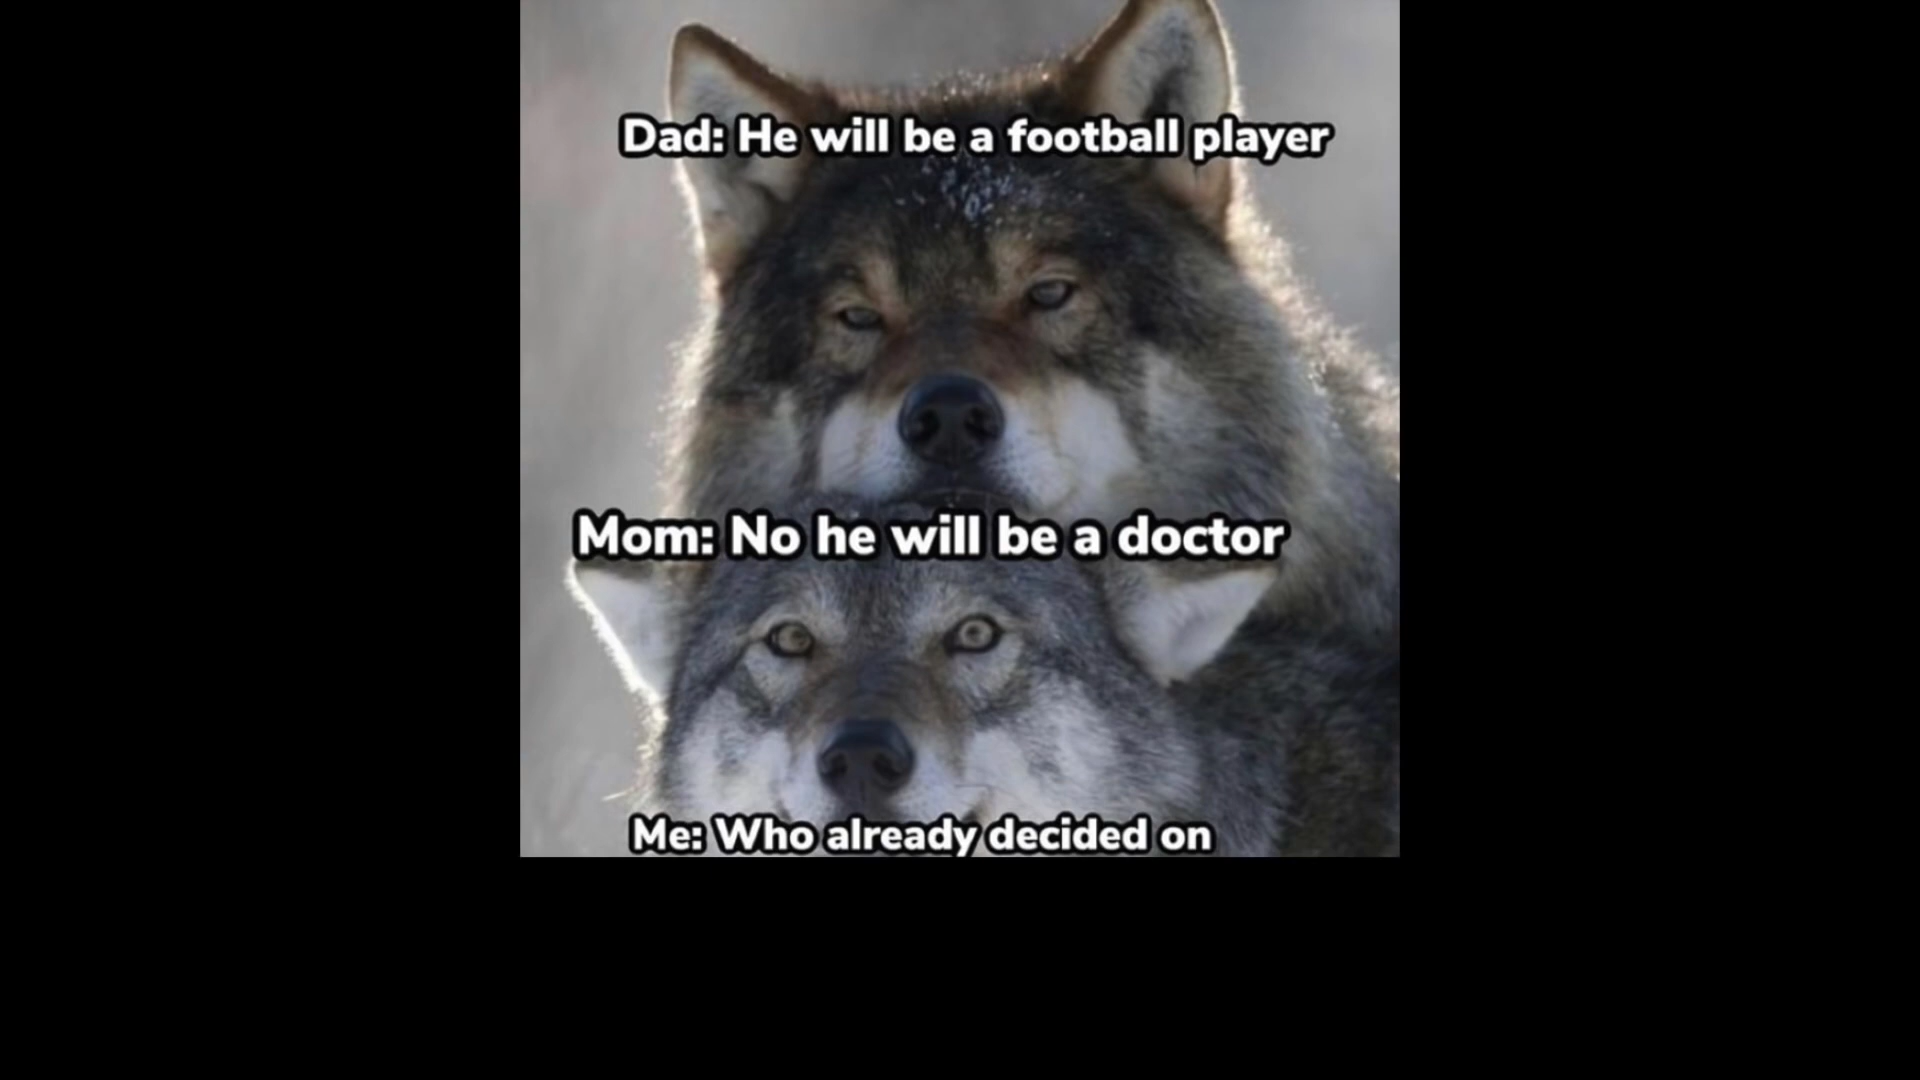 Dad: He will be a football player
Mom: No he will be a doctor
Me: Who already decided on